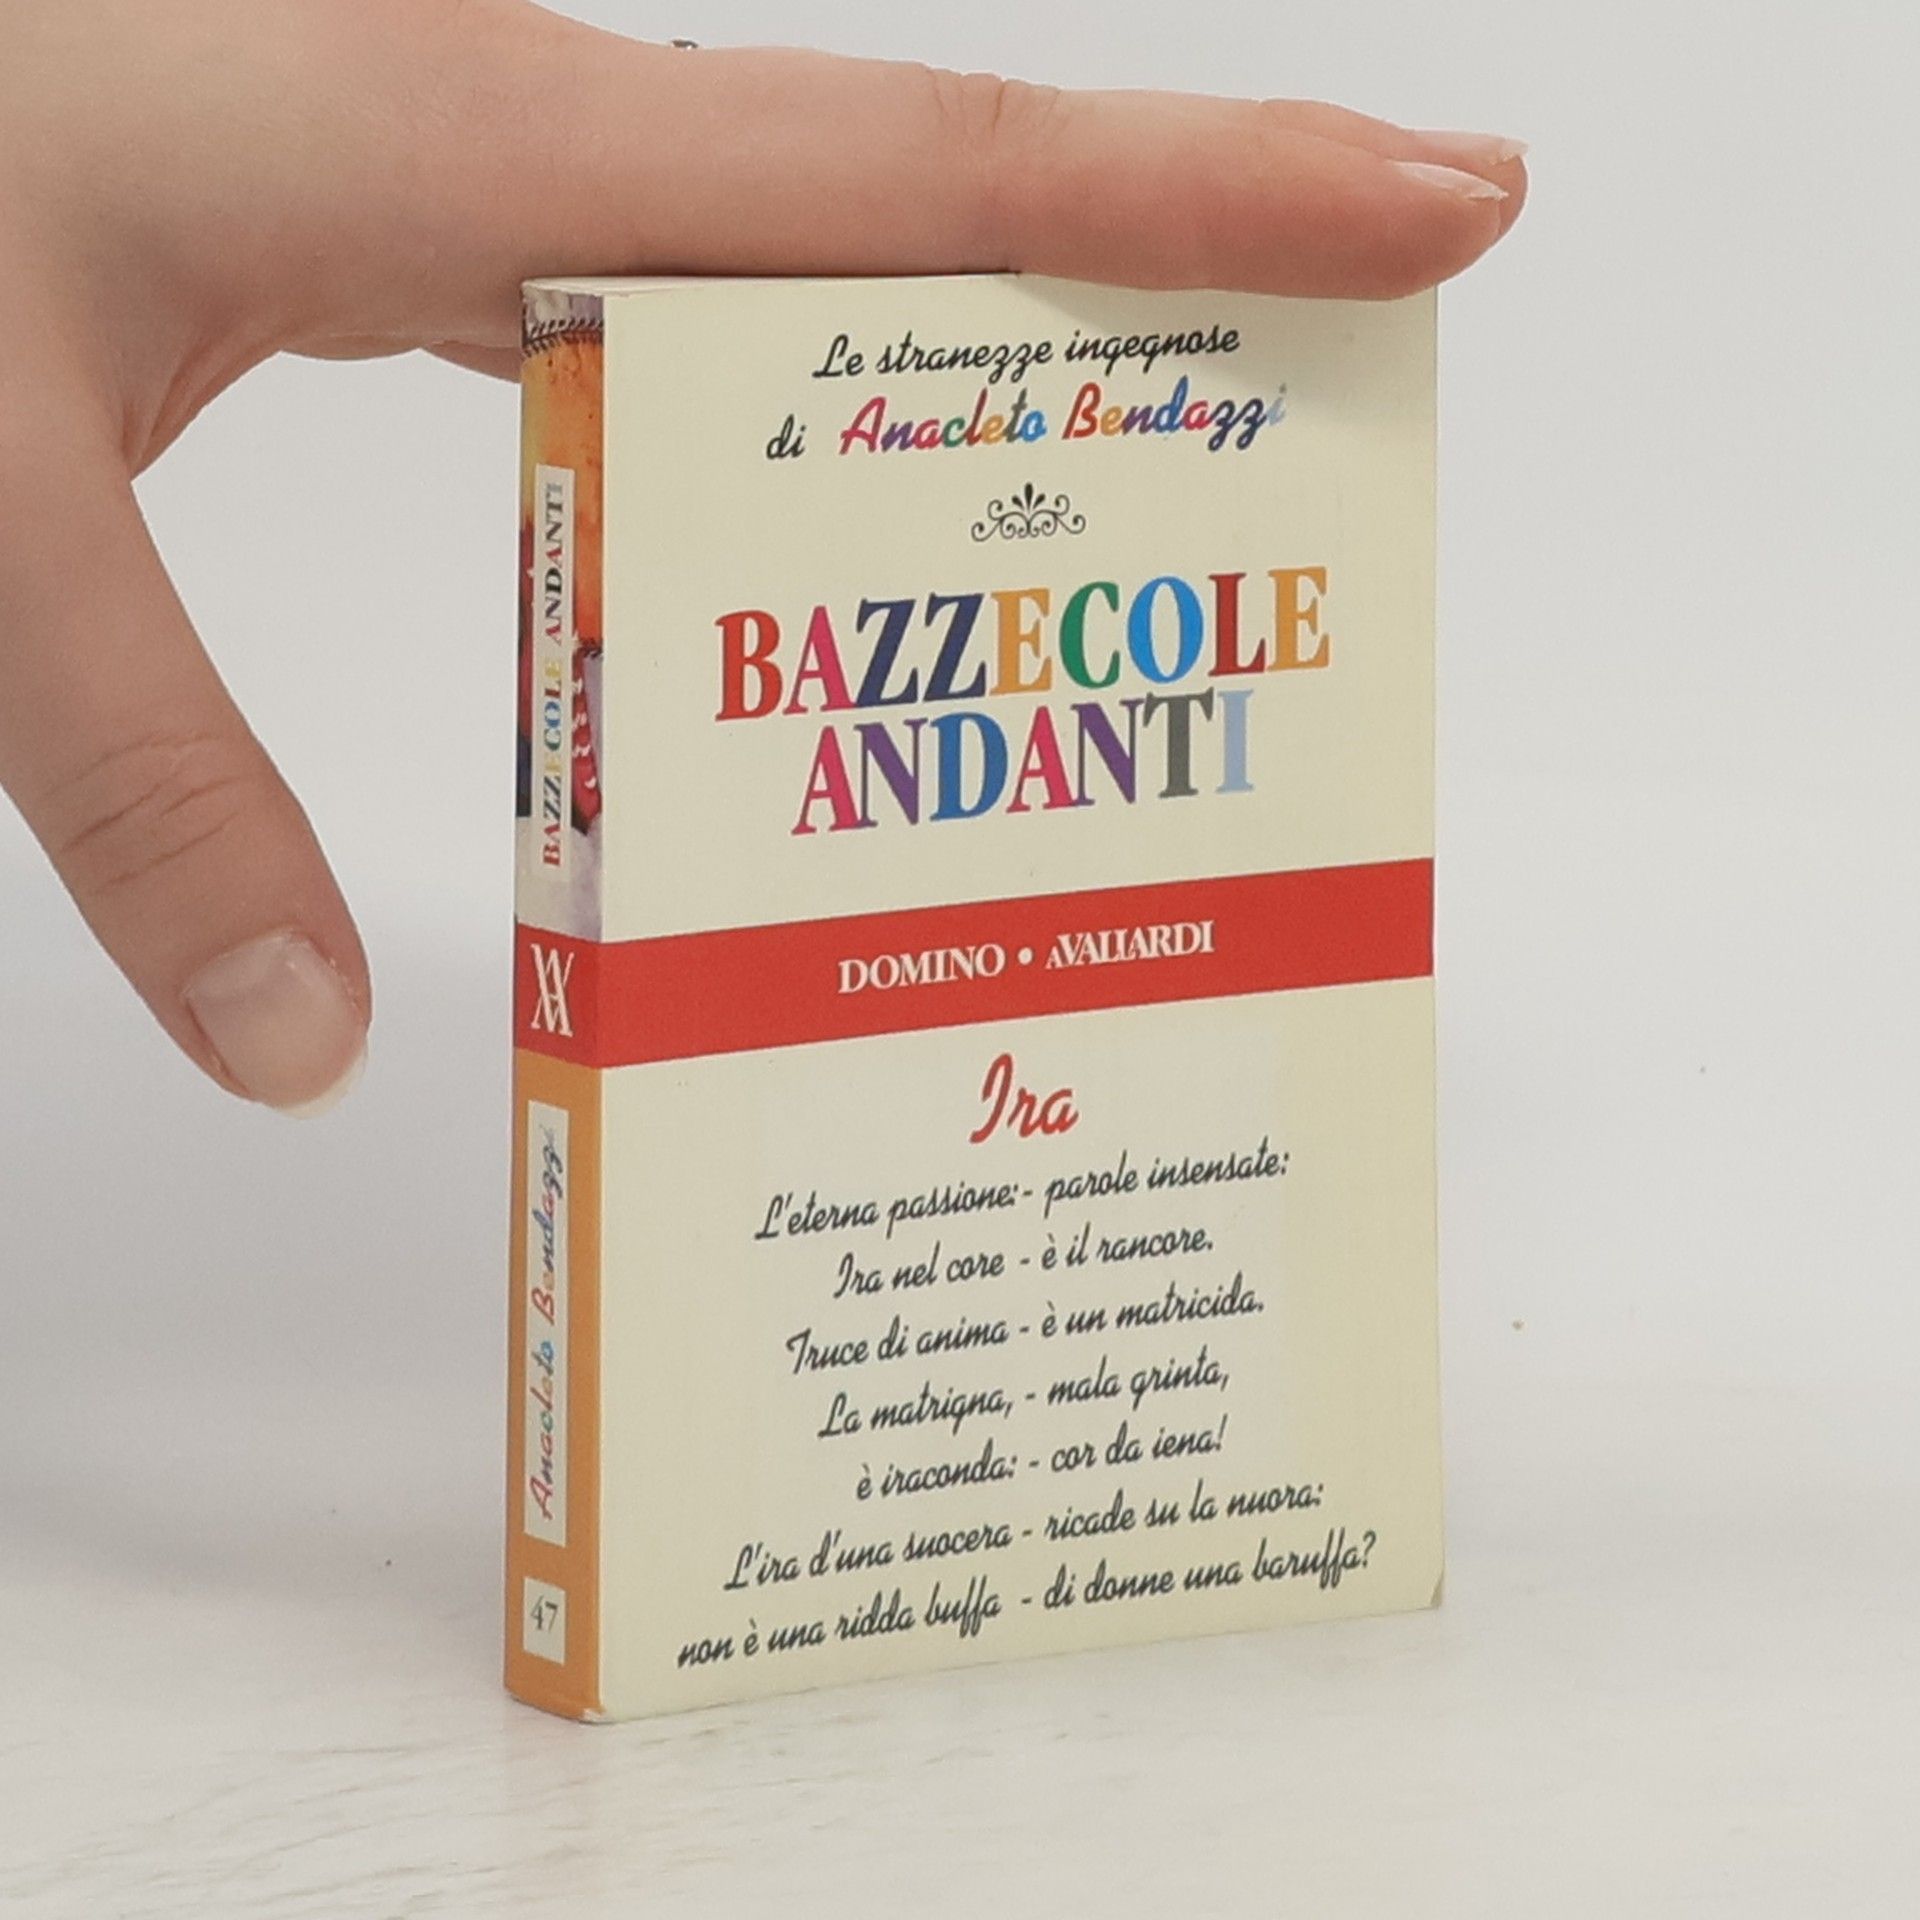 Le stranezze ingegnose
di Anacleto Bendazzi
BAZZECOLE
ANDANTI
DOMINO • AVALLARDI
Ira
L'eterna passione:- parole insensate:
Ira nel core - è il rancore.
Truce di anima - è un matricida.
La matrigna, - mala grinta,
è iraconda: - cor da iena!
L'ira d'una suocera - ricade su la nuora:
non è una ridda buffa - di donne una baruffa?
BAZZECOLE ANDANTI
Anacleto Bendazzi
47